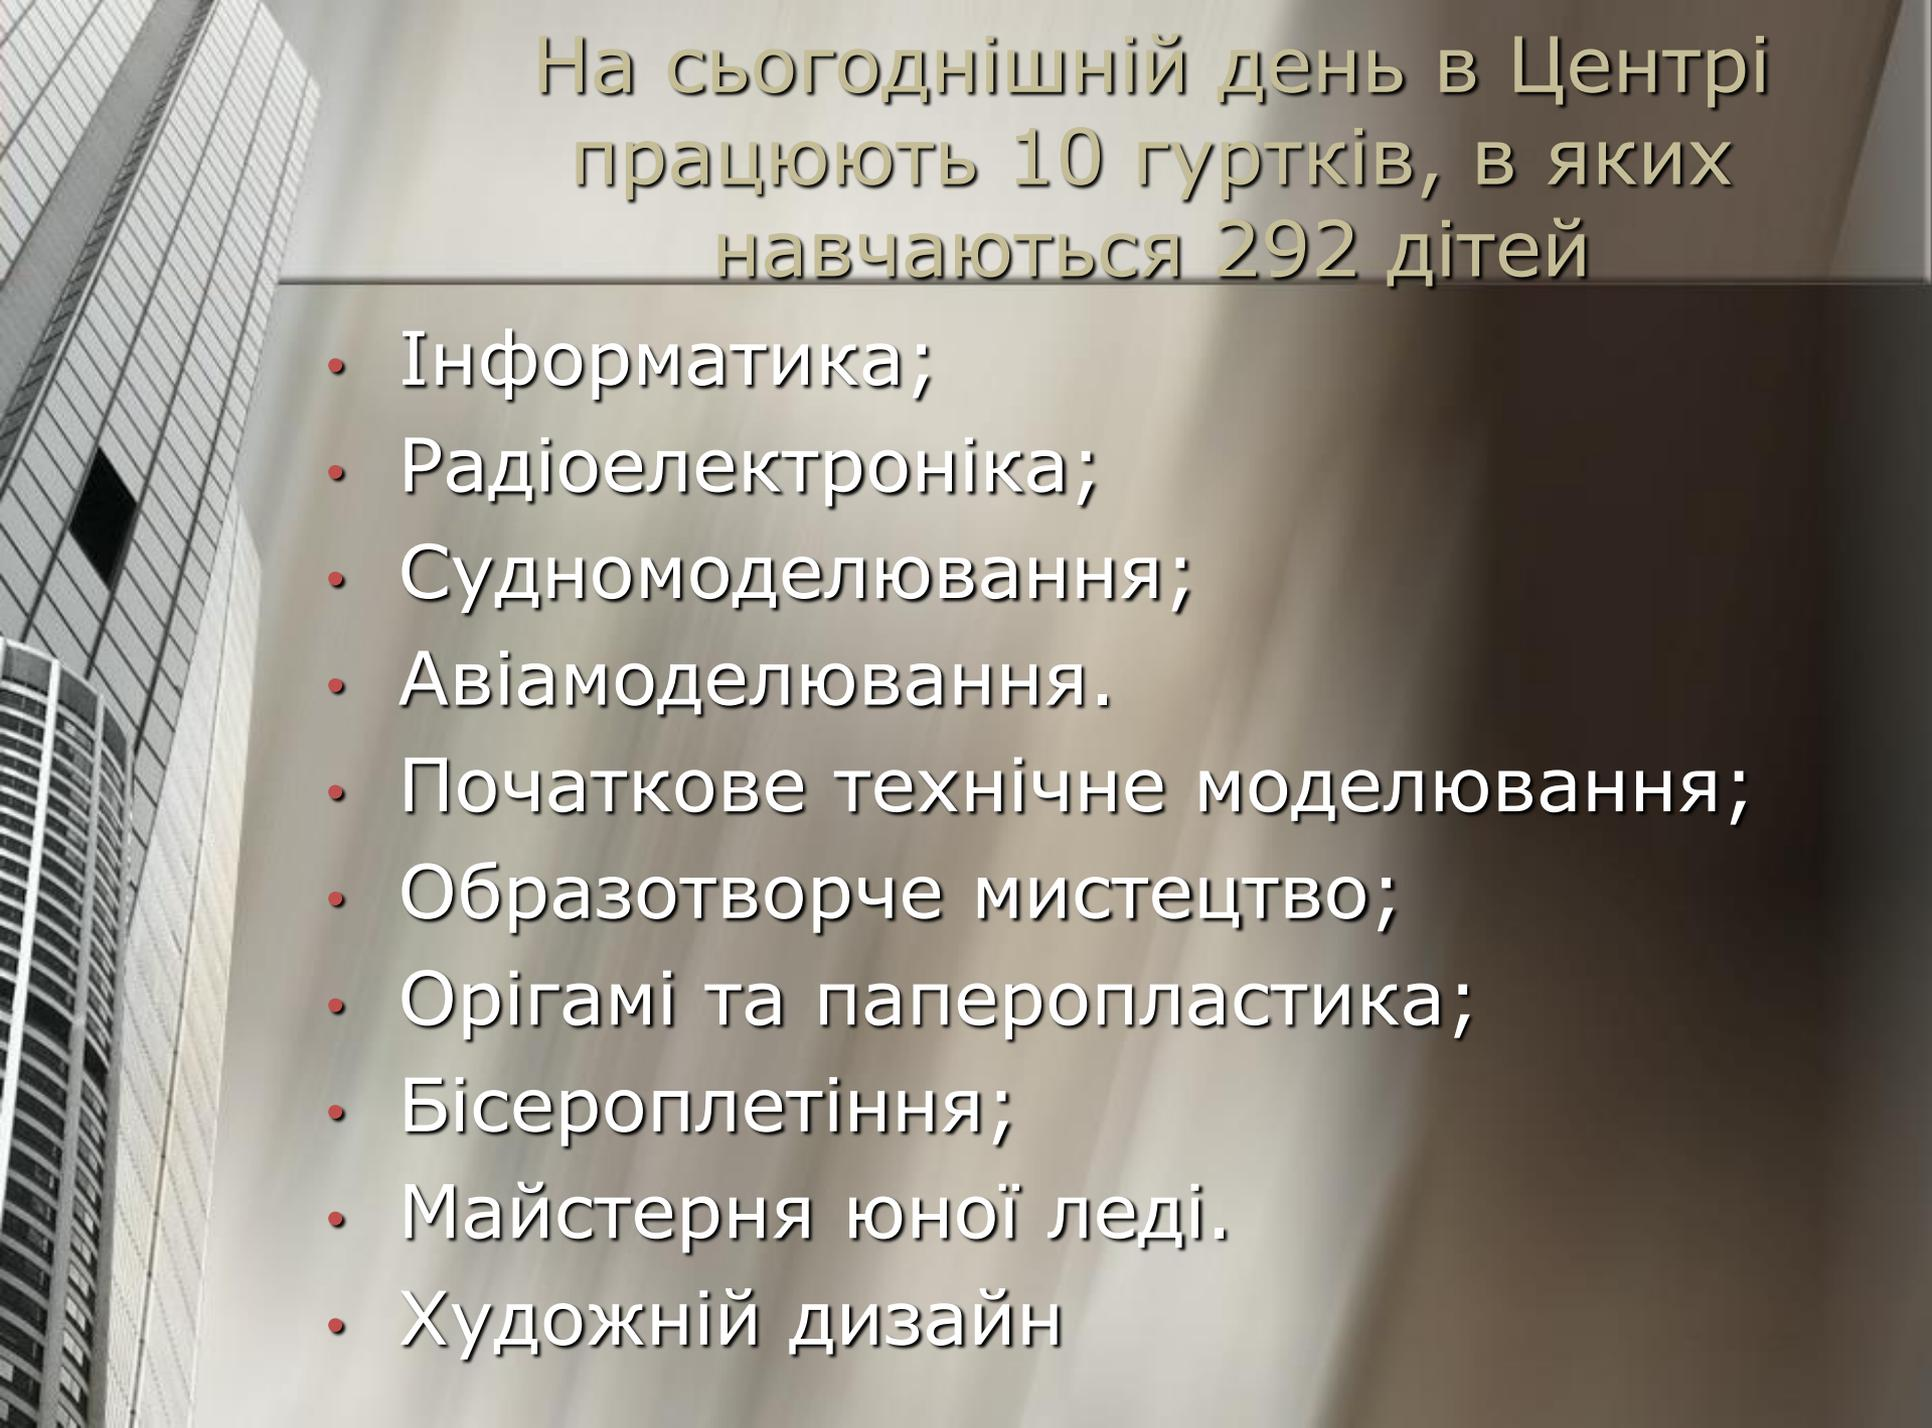 На сьогоднішній день в Центрі
працюють 10 гуртків, в яких
навчаються 292 дітей
• Інформатика;
• Радіоелектроніка;
• Судномоделювання;
• Авіамоделювання.
• Початкове технічне моделювання;
• Образотворче мистецтво;
• Орігамі та паперопластика;
• Бісероплетіння;
• Майстерня юної леді.
• Художній дизайн